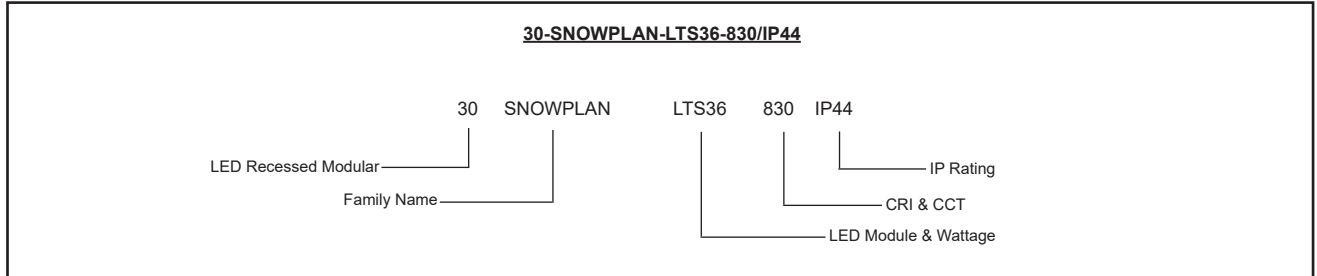 30-SNOWPLAN-LTS36-830/IP44
30 SNOWPLAN LTS36 830 IP44
LED Recessed Modular
IP Rating
Family Name
CRI & CCT
LED Module & Wattage